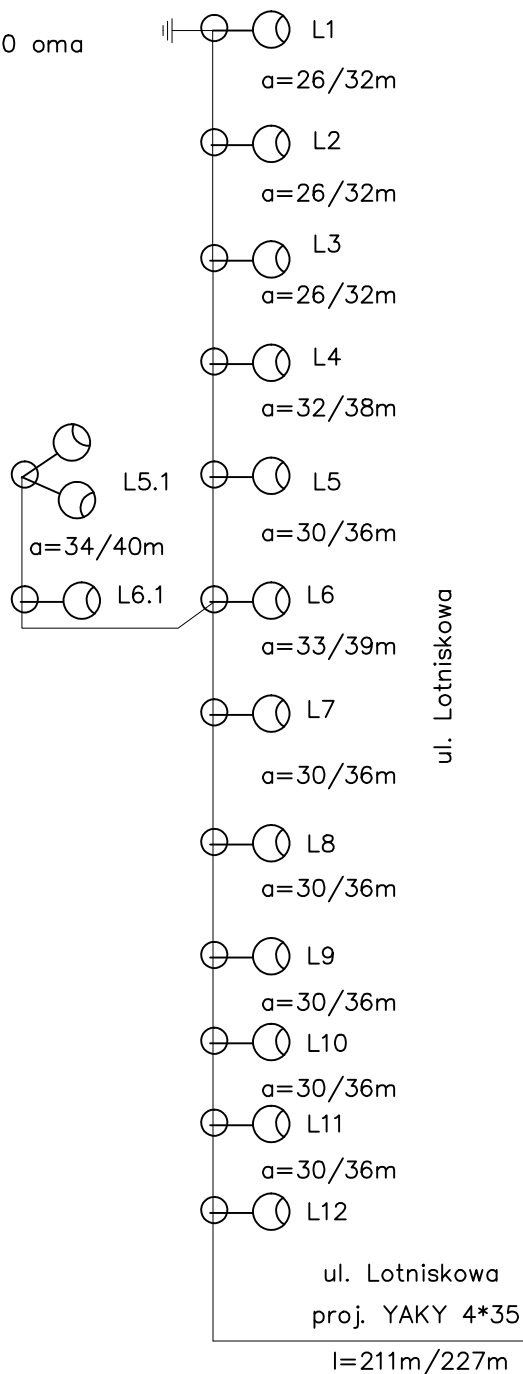 0 oma
L1
a=26/32m
L2
a=26/32m
L3
a=26/32m
L4
a=32/38m
L5.1
L5
a=34/40m
a=30/36m
L6.1
L6
a=33/39m
ul. Lotniskowa
L7
a=30/36m
L8
a=30/36m
L9
a=30/36m
L10
a=30/36m
L11
a=30/36m
L12
ul. Lotniskowa
proj. YAKY 4*35
l=211m/227m